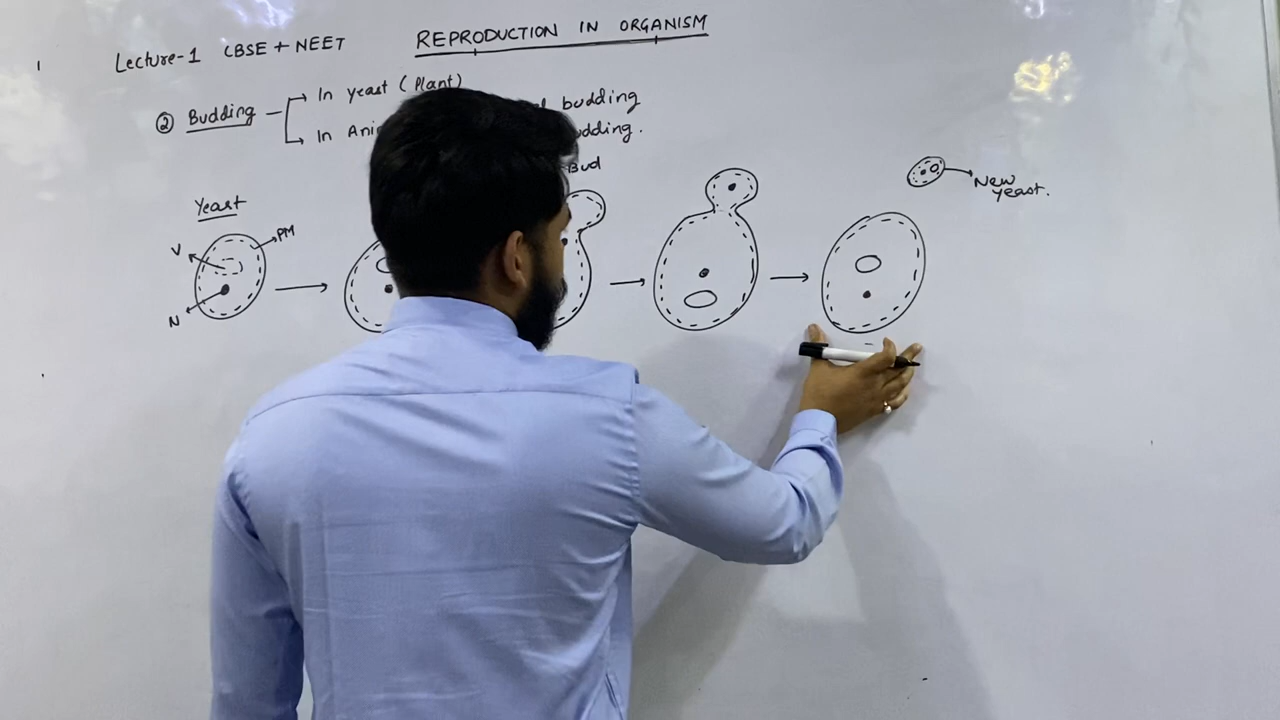 Lecture-1 CBSE + NEET REPRODUCTION IN ORGANISM
② Budding
In yeast (Plant) budding
In budding.
Bud
Yeast
New yeast.
PM
V
N